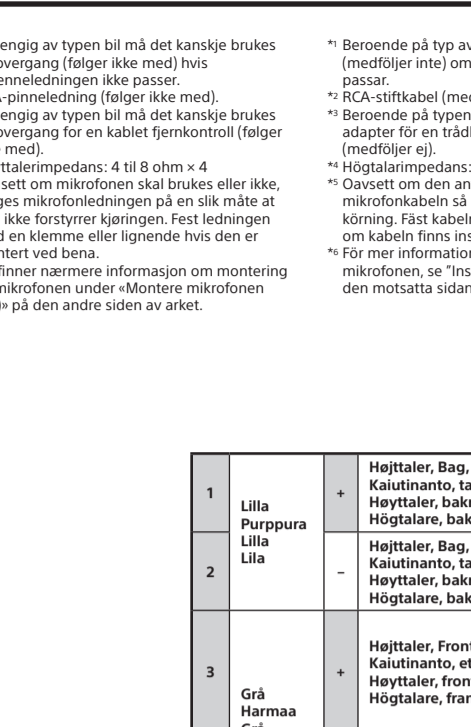 engig av typen bil må det kanskje brukes
overgang (følger ikke med) hvis
enneledningen ikke passer.
-pinneledning (følger ikke med).
engig av typen bil må det kanskje brukes
overgang for en kablet fjernkontroll (følger
med).
ttalerimpedans: 4 til 8 ohm × 4
sett om mikrofonen skal brukes eller ikke,
ges mikrofonledningen på en slik måte at
ikke forstyrrer kjøringen. Fest ledningen
d en klemme eller lignende hvis den er
ntert ved bena.
finner nærmere informasjon om montering
mikrofonen under «Montere mikrofonen
)» på den andre siden av arket.
*1 Beroende på typ av
(medföljer inte) om
passar.
*2 RCA-stiftkabel (med
*3 Beroende på typen
adapter för en trådl
(medföljer ej).
*4 Högtalarimpedans:
*5 Oavsett om den an
mikrofonkabeln så
körning. Fäst kabeln
om kabeln finns ins
*6 För mer information
mikrofonen, se "Ins
den motsatta sidan
1
Lilla
Purppura
Lilla
Lila
+
Højttaler, Bag,
Kaiutinanto, ta
Høyttaler, bakr
Högtalare, bak
2
–
Højttaler, Bag,
Kaiutinanto, ta
Høyttaler, bakr
Högtalare, bak
3
Grå
Harmaa
Grå
+
Højttaler, Front
Kaiutinanto, et
Høyttaler, front
Högtalare, fram